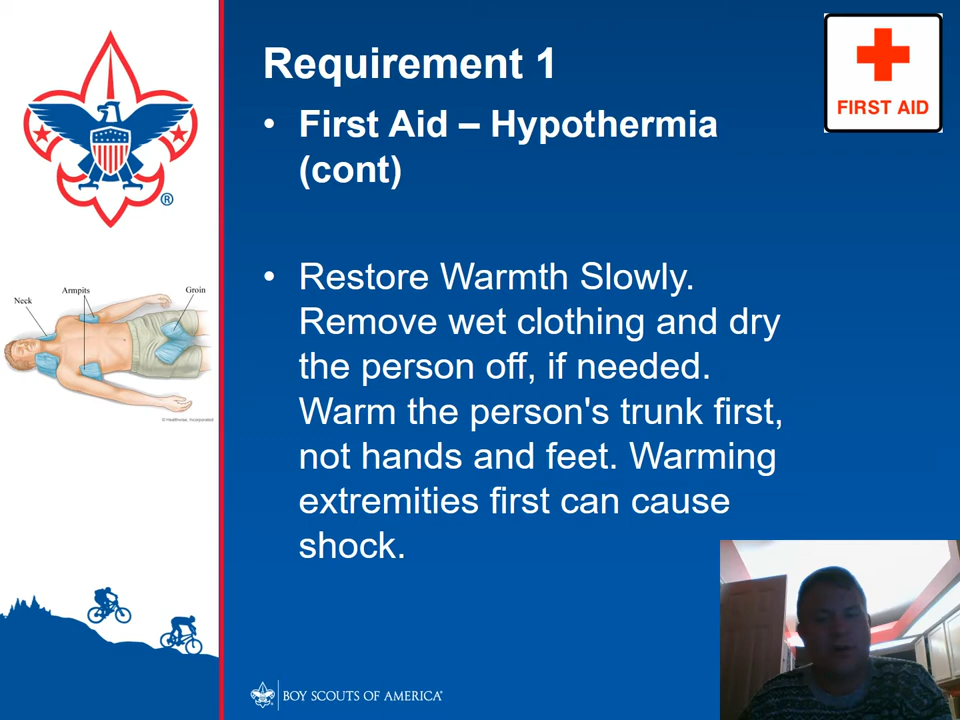 Requirement 1
FIRST AID
• First Aid – Hypothermia
(cont)
®
Armpits
Groin
Neck
© Healthwise, Incorporated
• Restore Warmth Slowly.
Remove wet clothing and dry
the person off, if needed.
Warm the person's trunk first,
not hands and feet. Warming
extremities first can cause
shock.
BOY SCOUTS OF AMERICA®